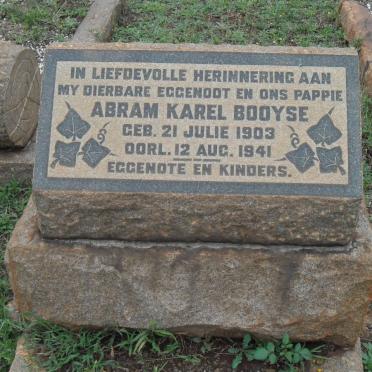 IN LIEFDEVOLLE HERINNERING AAN
MY DIERBARE EGGENOOT EN ONS PAPPIE
ABRAM KAREL BOOYSE
GEB. 21 JULIE 1903
OORL. 12 AUG. 1941
EGGENOTE EN KINDERS.